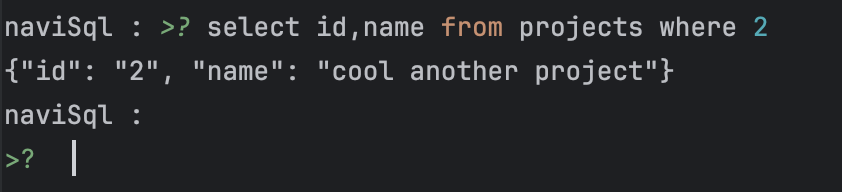 naviSql : >? select id,name from projects where 2
{"id": "2", "name": "cool another project"}
naviSql :
>?